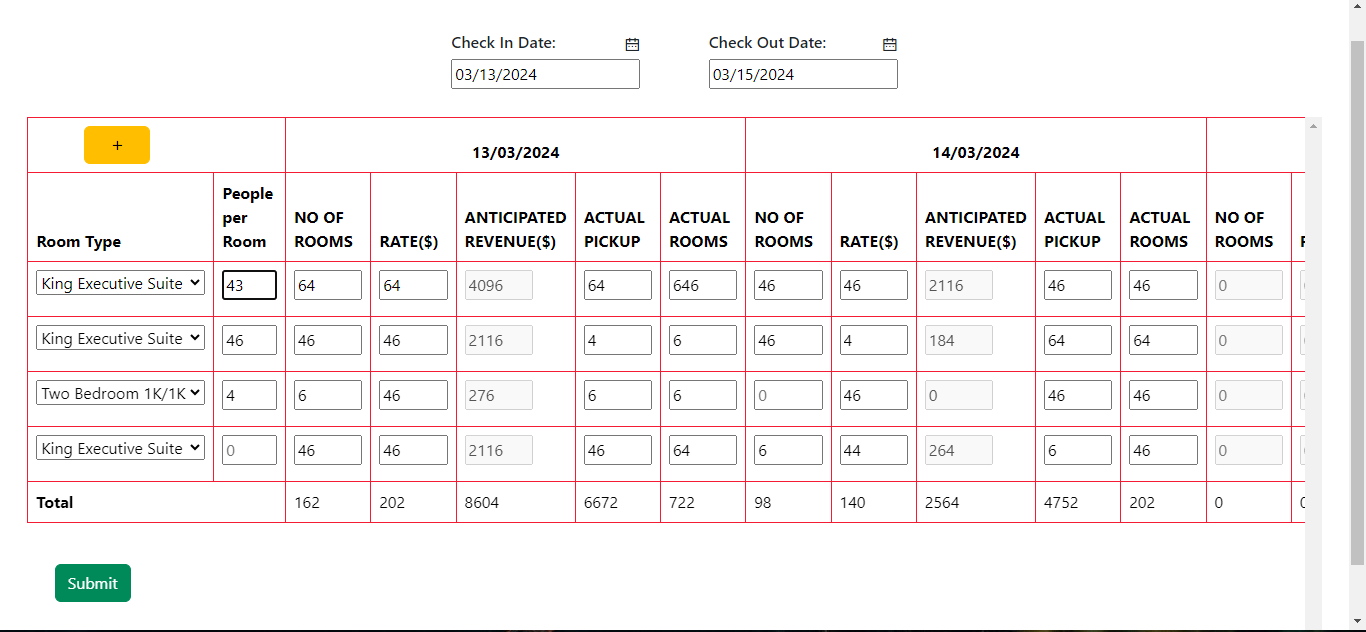 Check In Date: Check Out Date:
03/13/2024 03/15/2024
+ 13/03/2024 14/03/2024
Room Type People per Room NO OF ROOMS RATE($) ANTICIPATED REVENUE($) ACTUAL PICKUP ACTUAL ROOMS NO OF ROOMS RATE($) ANTICIPATED REVENUE($) ACTUAL PICKUP ACTUAL ROOMS NO OF ROOMS
King Executive Suite 43 64 64 4096 64 646 46 46 2116 46 46 0
King Executive Suite 46 46 46 2116 4 6 46 4 184 64 64 0
Two Bedroom 1K/1K 4 6 46 276 6 6 0 46 0 46 46 0
King Executive Suite 0 46 46 2116 46 64 6 44 264 6 46 0
Total 162 202 8604 6672 722 98 140 2564 4752 202 0
Submit